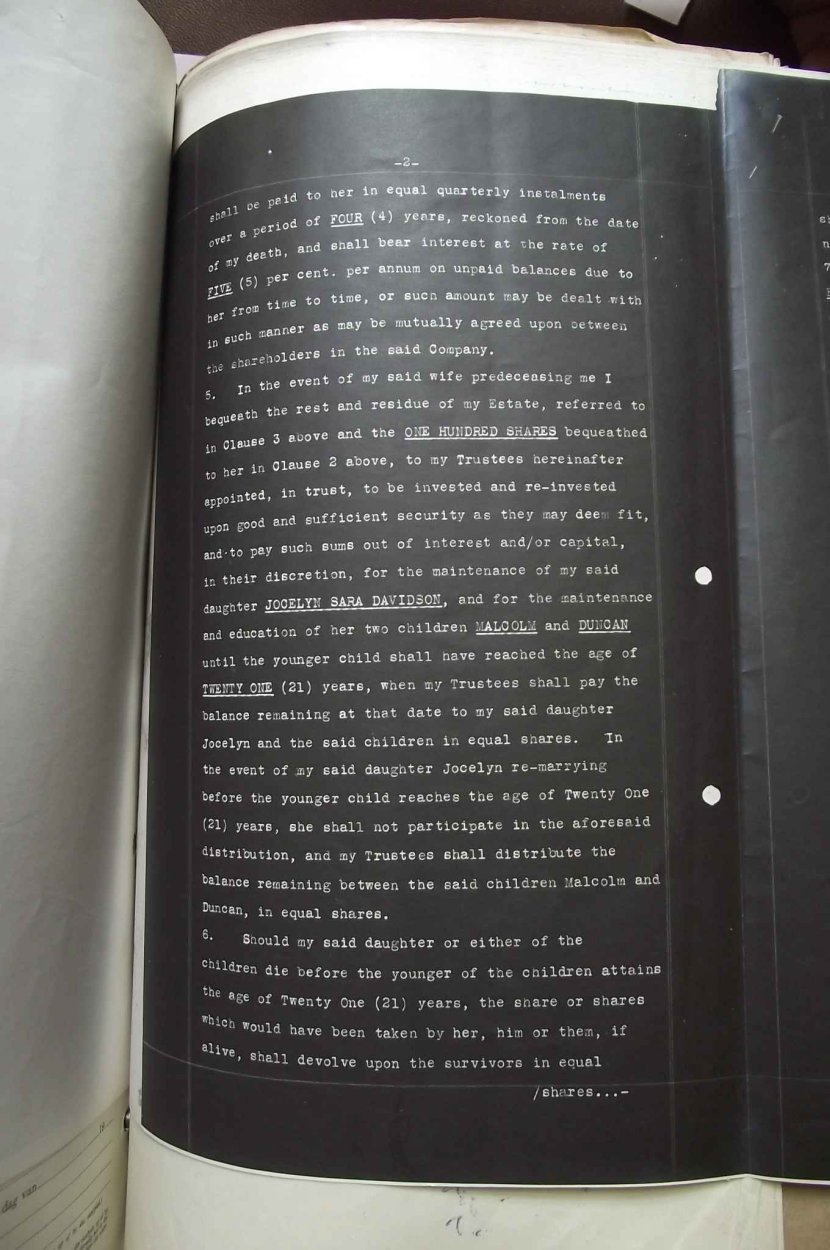 -2-
shall be paid to her in equal quarterly instalments
over a period of FOUR (4) years, reckoned from the date
of my death, and shall bear interest at the rate of
FIVE (5) per cent. per annum on unpaid balances due to
her from time to time, or such amount may be dealt with
in such manner as may be mutually agreed upon between
the shareholders in the said Company.
5. In the event of my said wife predeceasing me I
bequeath the rest and residue of my Estate, referred to
in Clause 3 above and the ONE HUNDRED SHARES bequeathed
to her in Clause 2 above, to my Trustees hereinafter
appointed, in trust, to be invested and re-invested
upon good and sufficient security as they may deem fit,
and to pay such sums out of interest and/or capital,
in their discretion, for the maintenance of my said
daughter JOCELYN SARA DAVIDSON, and for the maintenance
and education of her two children MALCOLM and DUNCAN
until the younger child shall have reached the age of
TWENTY ONE (21) years, when my Trustees shall pay the
balance remaining at that date to my said daughter
Jocelyn and the said children in equal shares. In
the event of my said daughter Jocelyn re-marrying
before the younger child reaches the age of Twenty One
(21) years, she shall not participate in the aforesaid
distribution, and my Trustees shall distribute the
balance remaining between the said children Malcolm and
Duncan, in equal shares.
6. Should my said daughter or either of the
children die before the younger of the children attains
the age of Twenty One (21) years, the share or shares
which would have been taken by her, him or them, if
alive, shall devolve upon the survivors in equal
/shares...-
19....
dag van